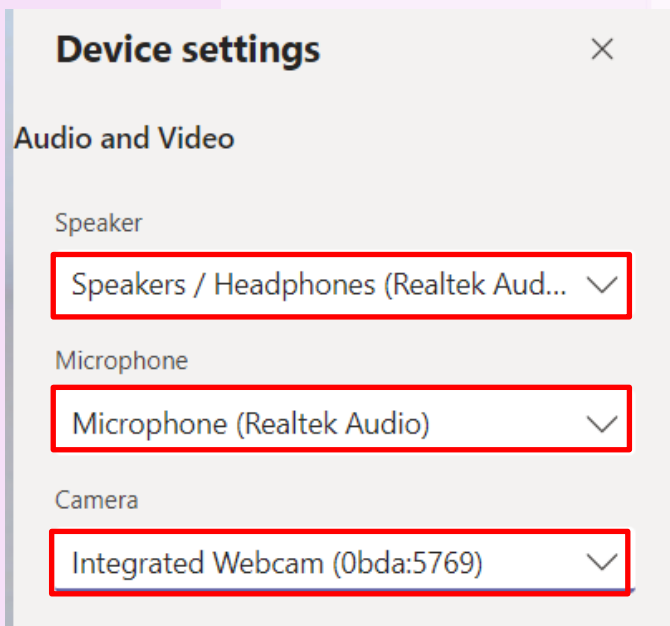 Device settings
Audio and Video
Speaker
Speakers / Headphones (Realtek Aud...
Microphone
Microphone (Realtek Audio)
Camera
Integrated Webcam (0bda:5769)